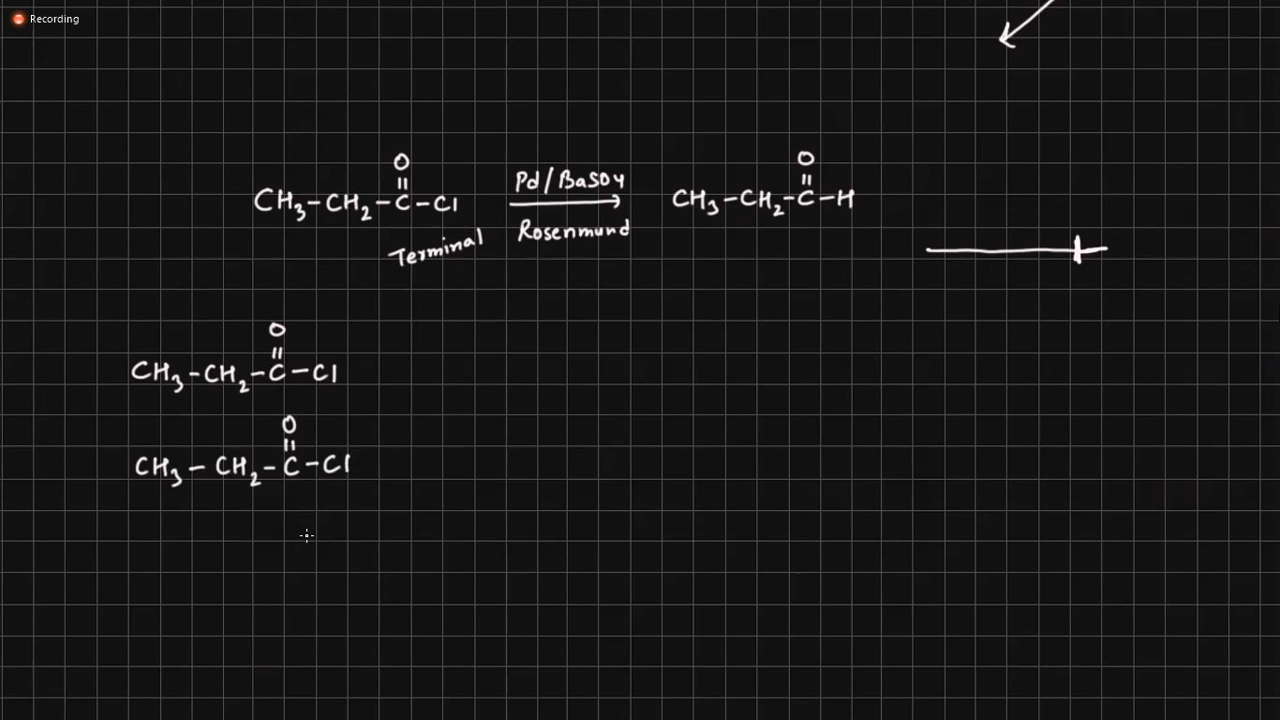 Recording
O
||
CH3-CH2-C-Cl Pd/BaSO4 CH3-CH2-C-H
Terminal Rosenmund
O
||
CH3-CH2-C-Cl
O
||
CH3-CH2-C-Cl